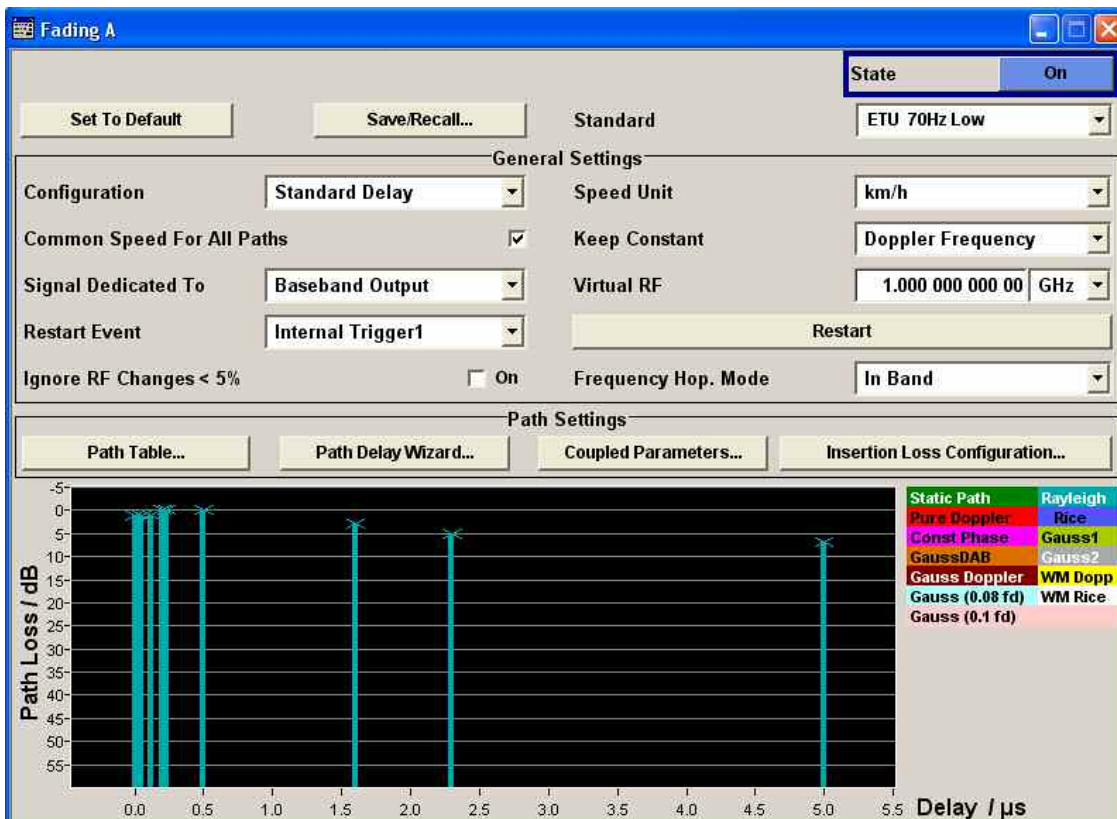 Fading A
State On
Set To Default Save/Recall... Standard ETU 70Hz Low
General Settings
Configuration Standard Delay Speed Unit km/h
Common Speed For All Paths Keep Constant Doppler Frequency
Signal Dedicated To Baseband Output Virtual RF 1.000 000 000 00 GHz
Restart Event Internal Trigger1 Restart
Ignore RF Changes < 5% On Frequency Hop. Mode In Band
Path Settings
Path Table... Path Delay Wizard... Coupled Parameters... Insertion Loss Configuration...
Path Loss / dB
-5
0
5
10
15
20
25
30
35
40
45
50
55
0.0 0.5 1.0 1.5 2.0 2.5 3.0 3.5 4.0 4.5 5.0 5.5 Delay / µs
Static Path Rayleigh
Pure Doppler Rice
Const Phase Gauss1
GaussDAB Gauss2
Gauss Doppler WM Dopp
Gauss (0.08 fd) WM Rice
Gauss (0.1 fd)